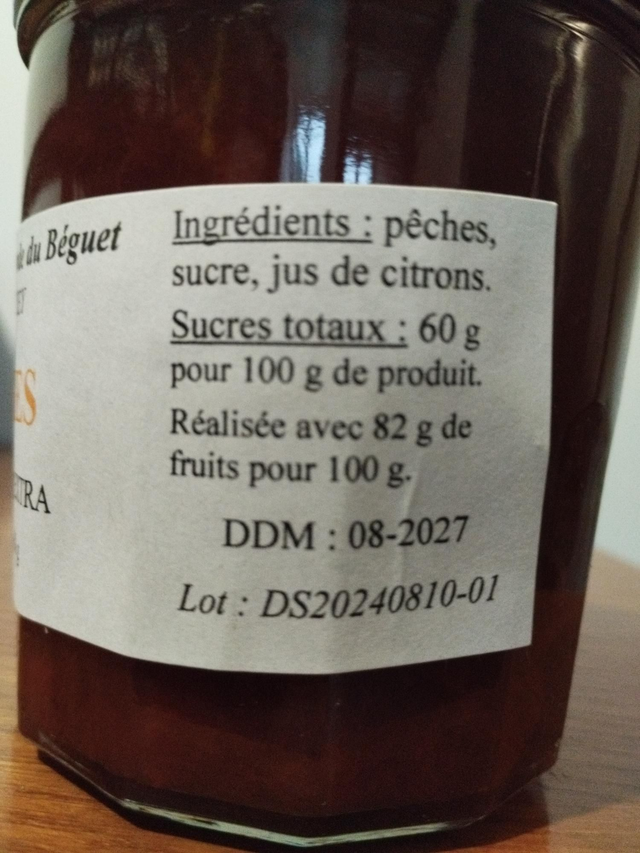 du Béguet
Ingrédients : pêches,
sucre, jus de citrons.
Sucres totaux : 60 g
pour 100 g de produit.
Réalisée avec 82 g de
fruits pour 100 g.
DDM : 08-2027
Lot : DS20240810-01